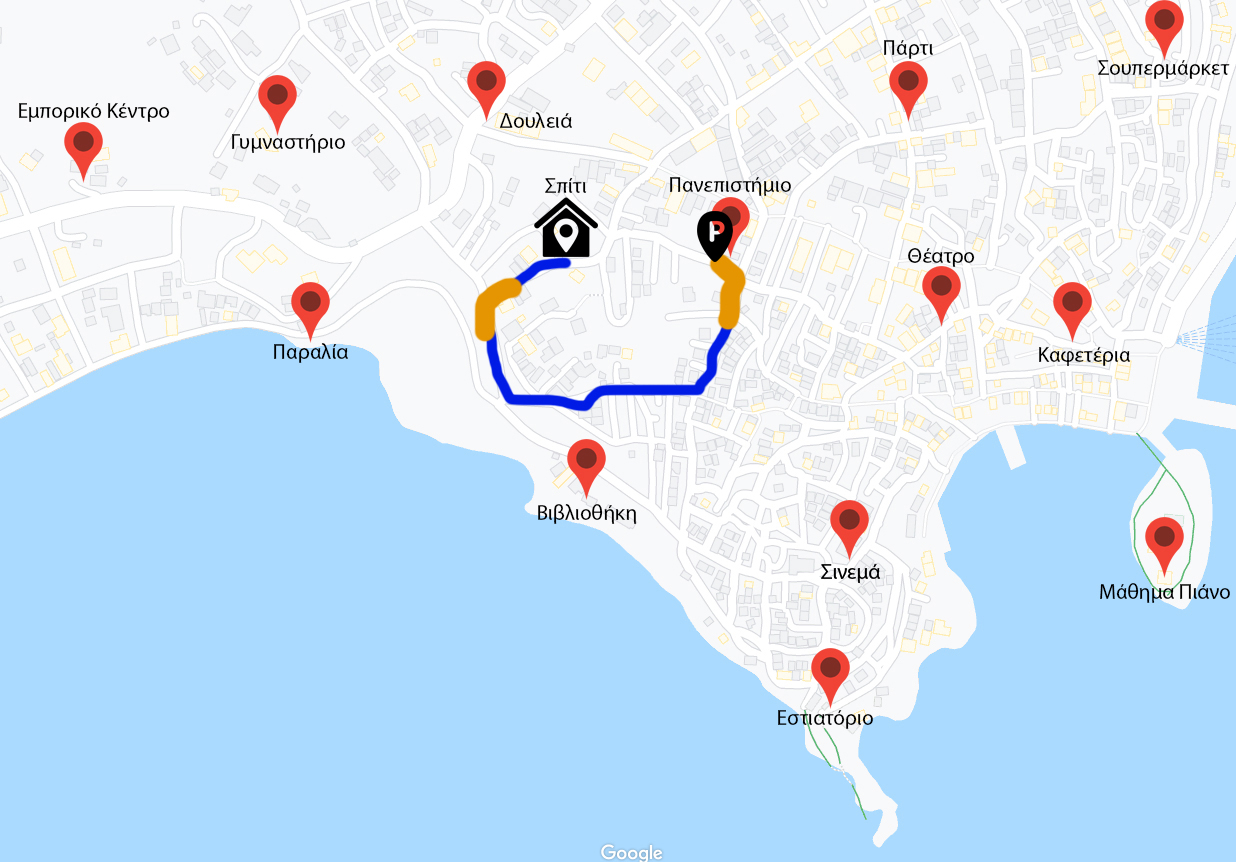 Πάρτι
Σουπερμάρκετ
Εμπορικό Κέντρο
Δουλειά
Γυμναστήριο
Σπίτι
Πανεπιστήμιο
P
Θέατρο
Παραλία
Καφετέρια
Βιβλιοθήκη
Σινεμά
Μάθημα Πιάνο
Εστιατόριο
Google